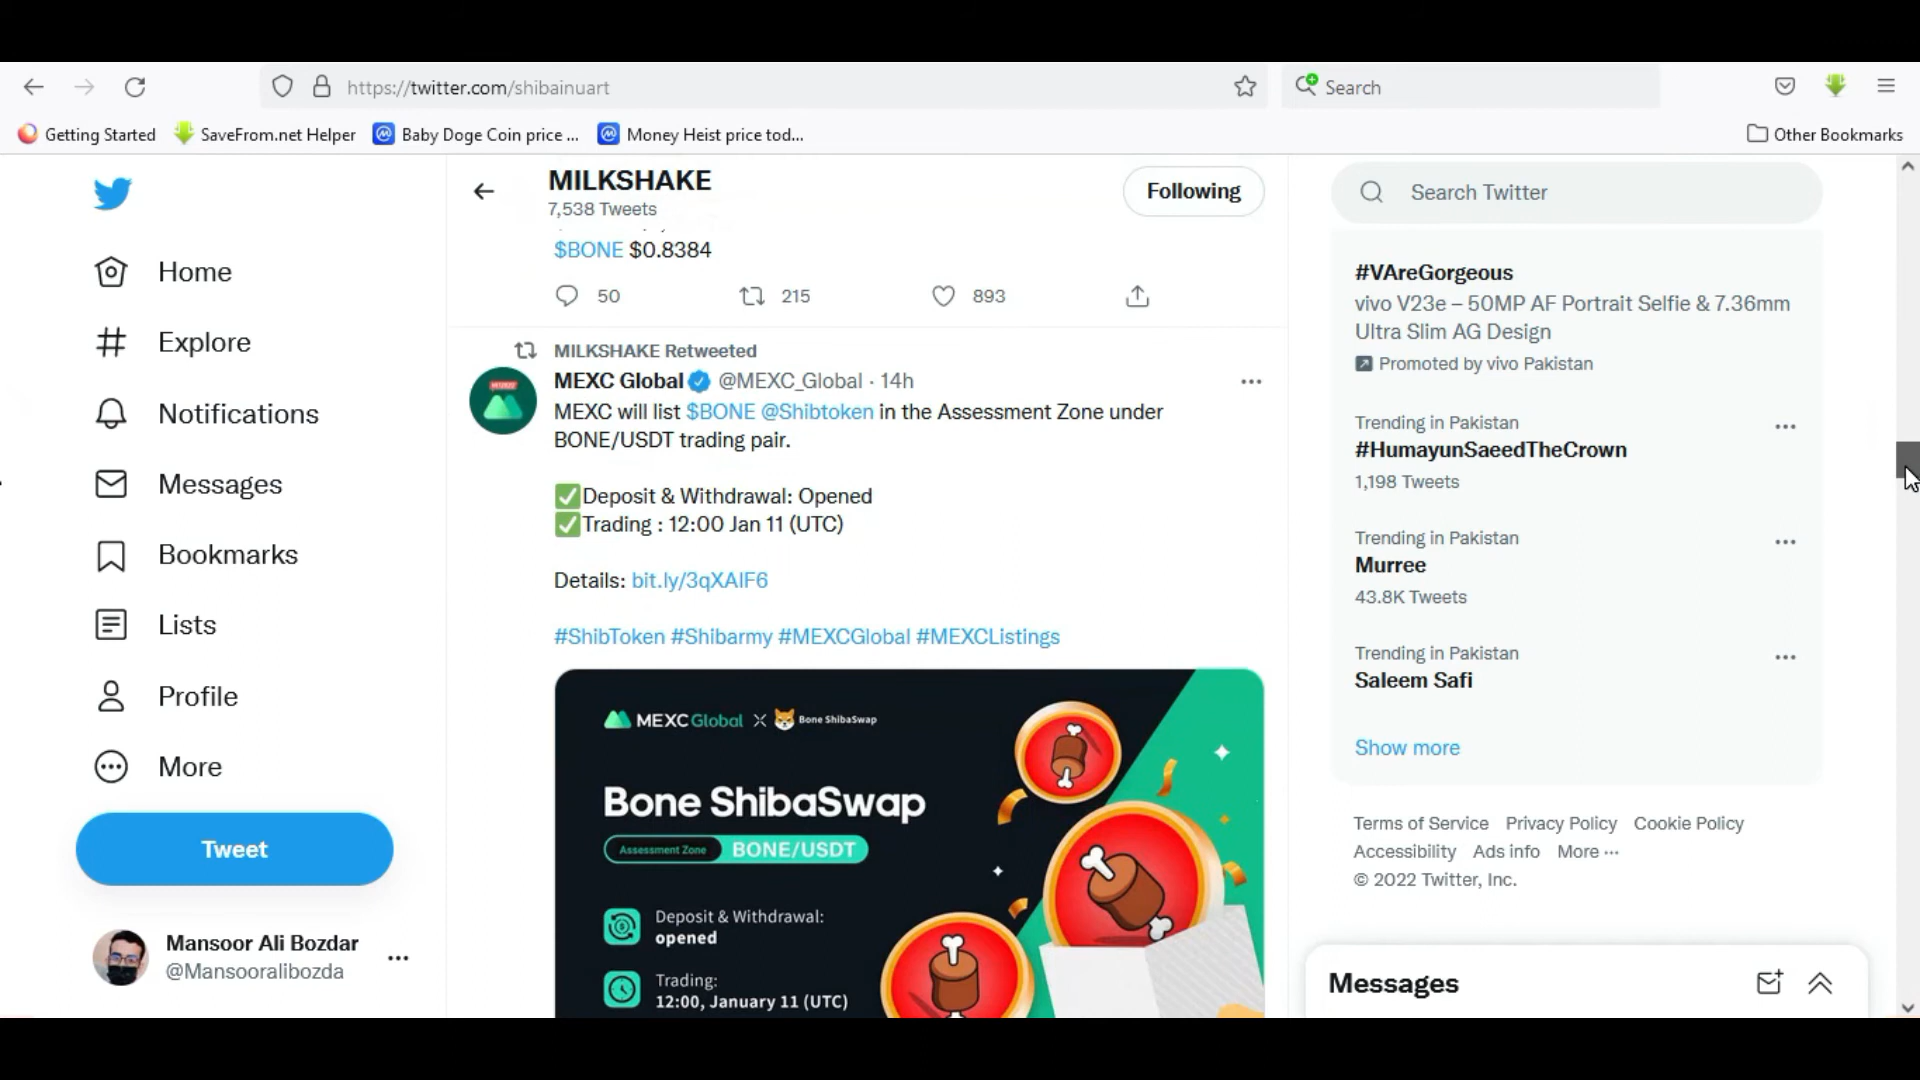 https://twitter.com/shibainuart
Search
Getting Started
SaveFrom.net Helper
Baby Doge Coin price ...
Money Heist price tod...
Other Bookmarks
Home
Explore
Notifications
Messages
Bookmarks
Lists
Profile
More
Tweet
Mansoor Ali Bozdar
@Mansooralibozda
MILKSHAKE
7,538 Tweets
Following
$BONE $0.8384
50
215
893
MILKSHAKE Retweeted
MEXC Global @MEXC_Global · 14h
MEXC will list $BONE @Shibtoken in the Assessment Zone under
BONE/USDT trading pair.
✅Deposit & Withdrawal: Opened
✅Trading : 12:00 Jan 11 (UTC)
Details: bit.ly/3qXAIF6
#ShibToken #Shibarmy #MEXCGlobal #MEXCListings
MEXC Global X Bone ShibaSwap
Bone ShibaSwap
Assessment Zone BONE/USDT
Deposit & Withdrawal:
opened
Trading:
12:00, January 11 (UTC)
Search Twitter
#VAreGorgeous
vivo V23e – 50MP AF Portrait Selfie & 7.36mm
Ultra Slim AG Design
Promoted by vivo Pakistan
Trending in Pakistan
#HumayunSaeedTheCrown
1,198 Tweets
Trending in Pakistan
Murree
43.8K Tweets
Trending in Pakistan
Saleem Safi
Show more
Terms of Service Privacy Policy Cookie Policy
Accessibility Ads info More ···
© 2022 Twitter, Inc.
Messages